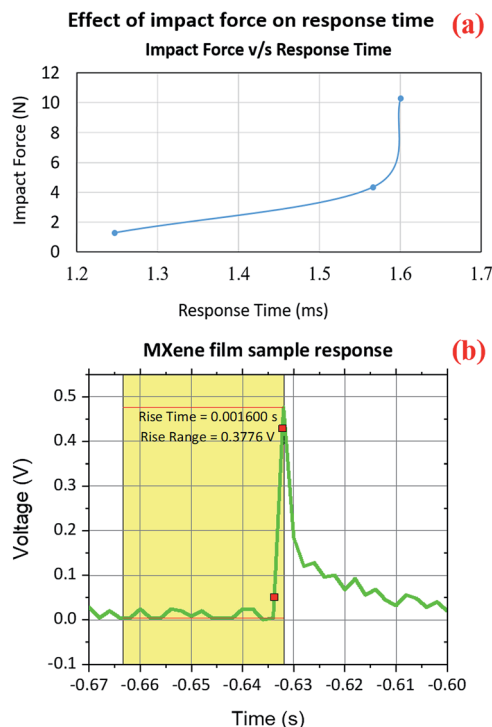 Effect of impact force on response time (a)
Impact Force v/s Response Time
Impact Force (N)
12
10
8
6
4
2
0
1.2 1.3 1.4 1.5 1.6 1.7
Response Time (ms)
(b)
MXene film sample response
Voltage (V)
0.5
0.4
0.3
0.2
0.1
0.0
-0.1
Rise Time = 0.001600 s
Rise Range = 0.3776 V
-0.67 -0.66 -0.65 -0.64 -0.63 -0.62 -0.61 -0.60
Time (s)